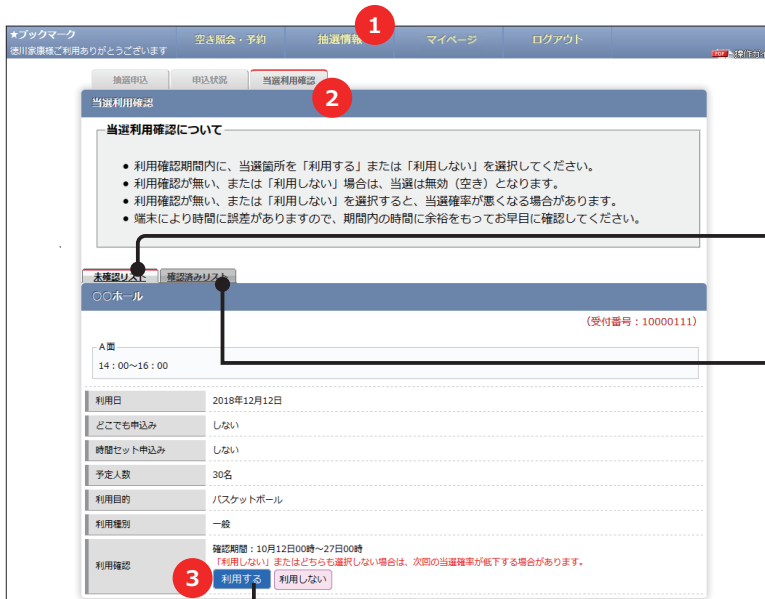 ★ブックマーク
徳川家康様ご利用ありがとうございます
空き照会・予約
抽選情報
マイページ
ログアウト
1
PDF 操作ガイ
抽選申込
申込状況
当選利用確認
2
当選利用確認
当選利用確認について
● 利用確認期間内に、当選箇所を「利用する」または「利用しない」を選択してください。
● 利用確認が無い、または「利用しない」場合は、当選は無効（空き）となります。
● 利用確認が無い、または「利用しない」を選択すると、当選確率が悪くなる場合があります。
● 端末により時間に誤差がありますので、期間内の時間に余裕をもってお早目に確認してください。
未確認リスト
確認済みリスト
○○ホール
（受付番号：10000111）
A面
14：00～16：00
利用日 2018年12月12日
どこでも申込み しない
時間セット申込み しない
予定人数 30名
利用目的 バスケットボール
利用種別 一般
確認期間：10月12日00時～27日00時
利用確認 「利用しない」またはどちらも選択しない場合は、次回の当選確率が低下する場合があります。
3 利用する 利用しない